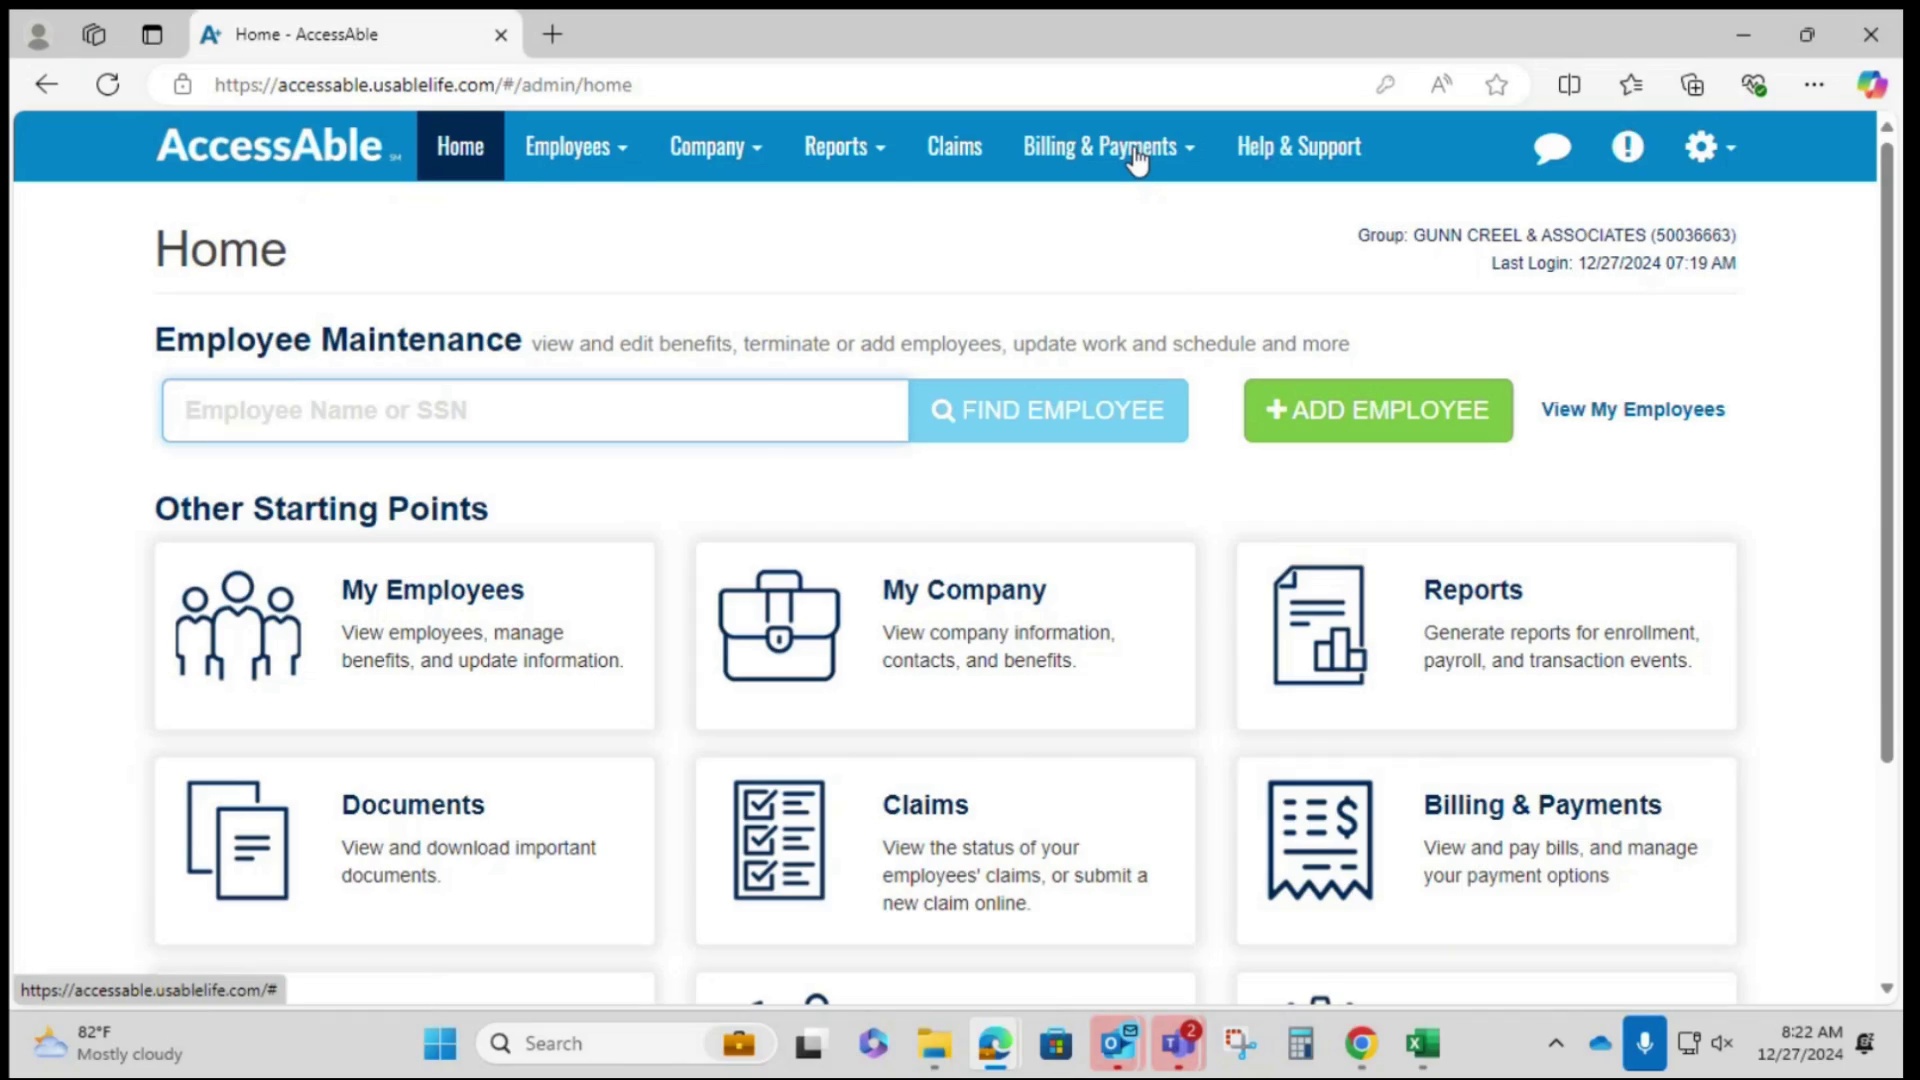 Home - AccessAble
https://accessable.usablelife.com/#/admin/home
AccessAble SM
Home
Employees
Company
Reports
Claims
Billing & Payments
Help & Support
Home
Group: GUNN CREEL & ASSOCIATES (50036663)
Last Login: 12/27/2024 07:19 AM
Employee Maintenance view and edit benefits, terminate or add employees, update work and schedule and more
Employee Name or SSN
FIND EMPLOYEE
+ ADD EMPLOYEE
View My Employees
Other Starting Points
My Employees
View employees, manage
benefits, and update information.
My Company
View company information,
contacts, and benefits.
Reports
Generate reports for enrollment,
payroll, and transaction events.
Documents
View and download important
documents.
Claims
View the status of your
employees' claims, or submit a
new claim online.
Billing & Payments
View and pay bills, and manage
your payment options
https://accessable.usablelife.com/#
82°F
Mostly cloudy
Search
2
8:22 AM
12/27/2024